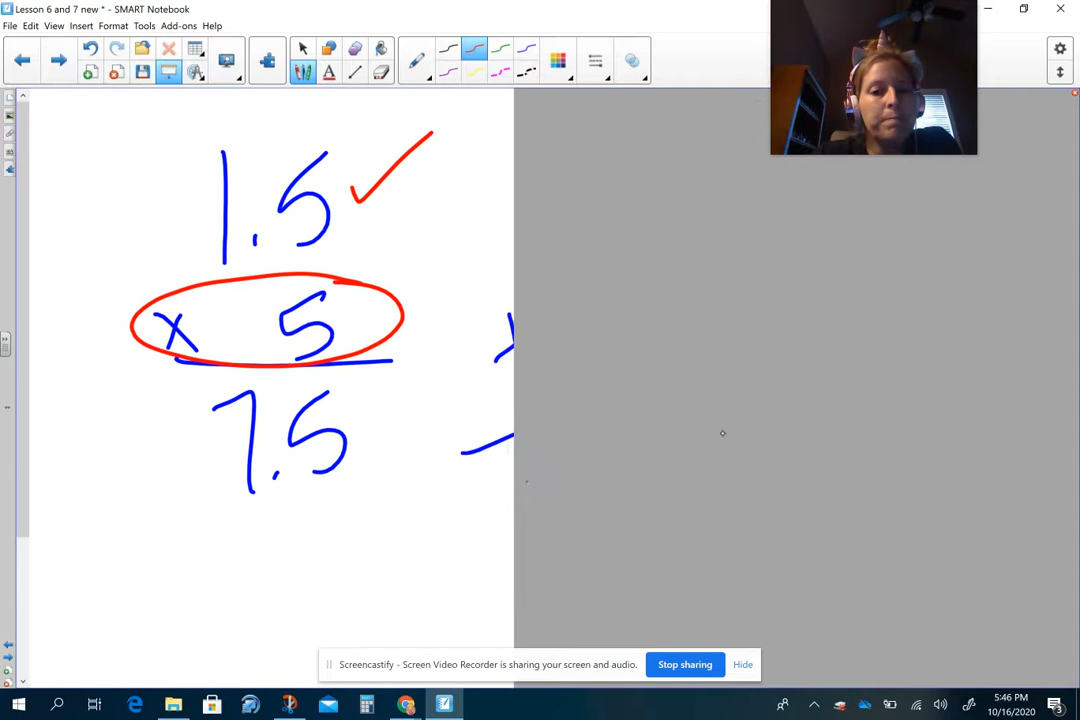 Lesson 6 and 7 new * - SMART Notebook
File Edit View Insert Format Tools Add-ons Help
1.5 ✓
x 5
7.5
x
Screencastify - Screen Video Recorder is sharing your screen and audio. Stop sharing Hide
5:46 PM
10/16/2020
3